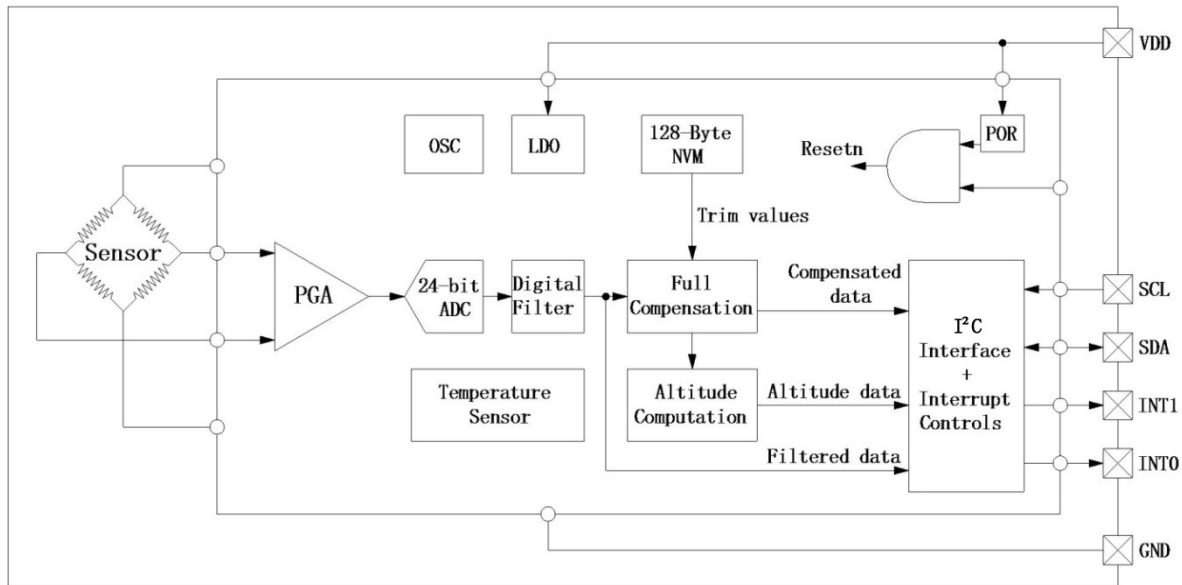 VDD
OSC
LDO
128-Byte
NVM
POR
Resetn
Trim values
Sensor
PGA
24-bit
ADC
Digital
Filter
Full
Compensation
Compensated
data
I²C
Interface
+
Interrupt
Controls
SCL
SDA
INT1
INT0
Temperature
Sensor
Altitude
Computation
Altitude data
Filtered data
GND